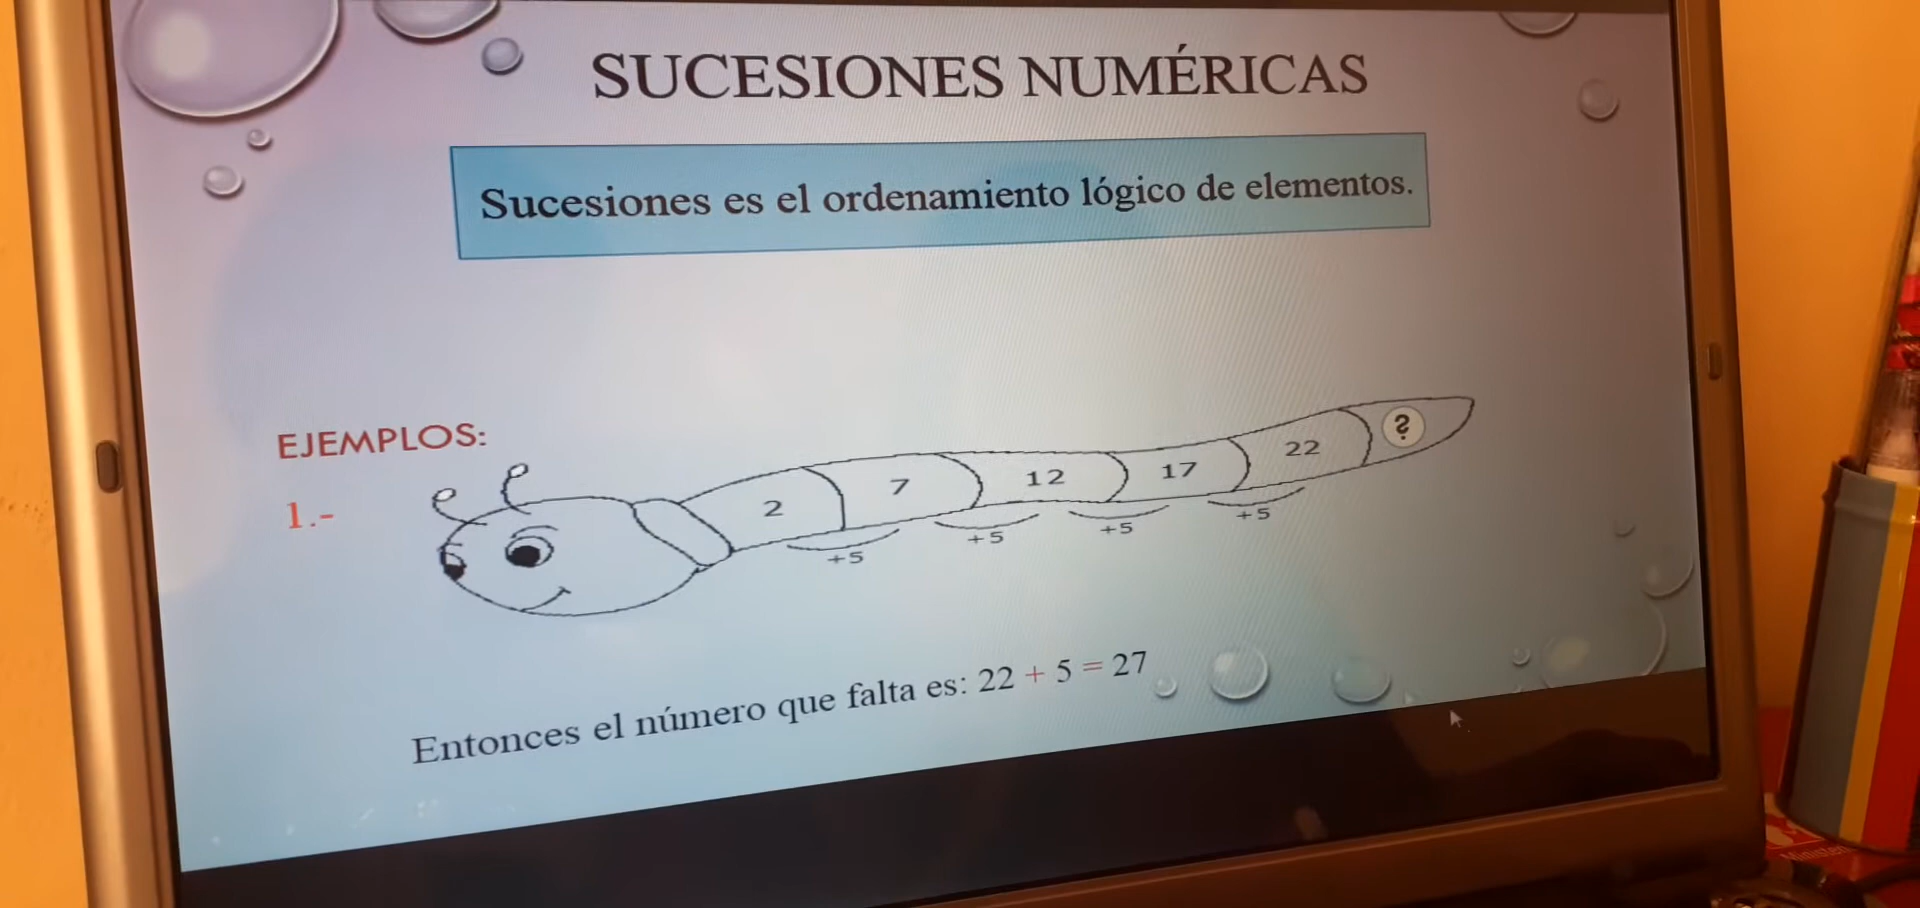 SUCESIONES NUMÉRICAS
Sucesiones es el ordenamiento lógico de elementos.
EJEMPLOS:
1.-
2 7 12 17 22 ?
+5 +5 +5 +5
Entonces el número que falta es: 22 + 5 = 27